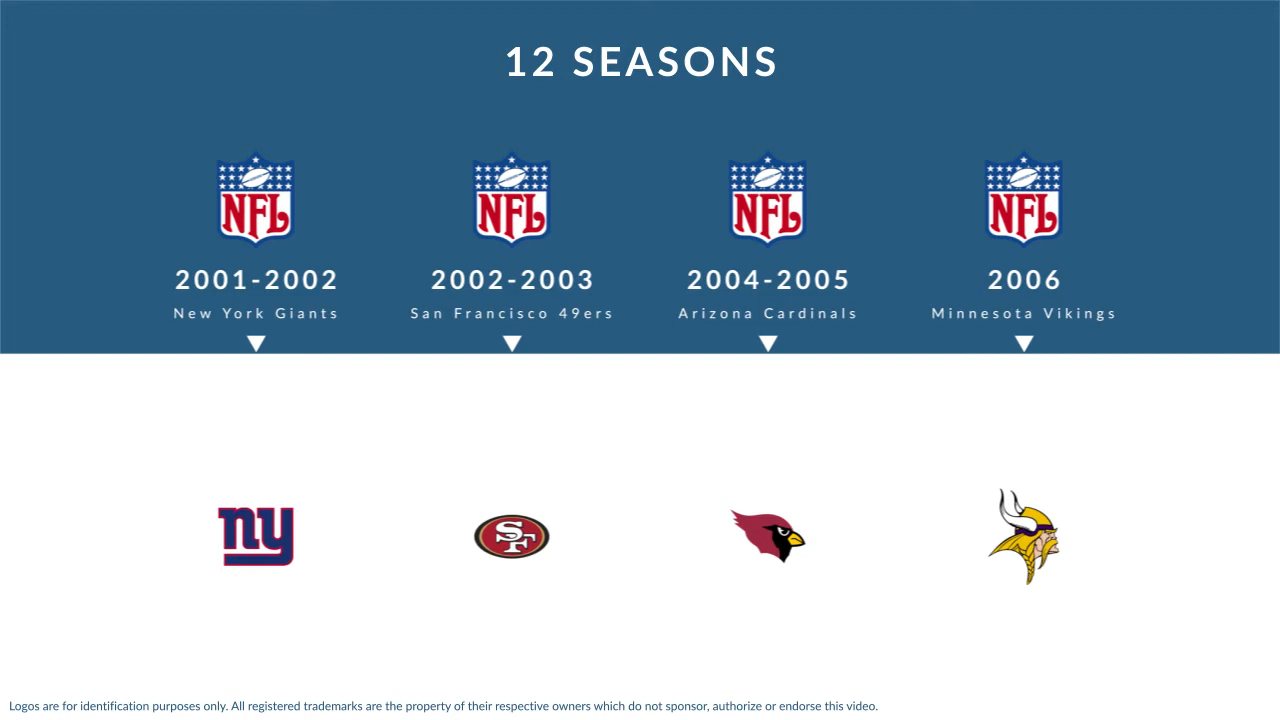 12 SEASONS
NFL NFL NFL NFL
2001-2002 2002-2003 2004-2005 2006
New York Giants San Francisco 49ers Arizona Cardinals Minnesota Vikings
ny SF
Logos are for identification purposes only. All registered trademarks are the property of their respective owners which do not sponsor, authorize or endorse this video.